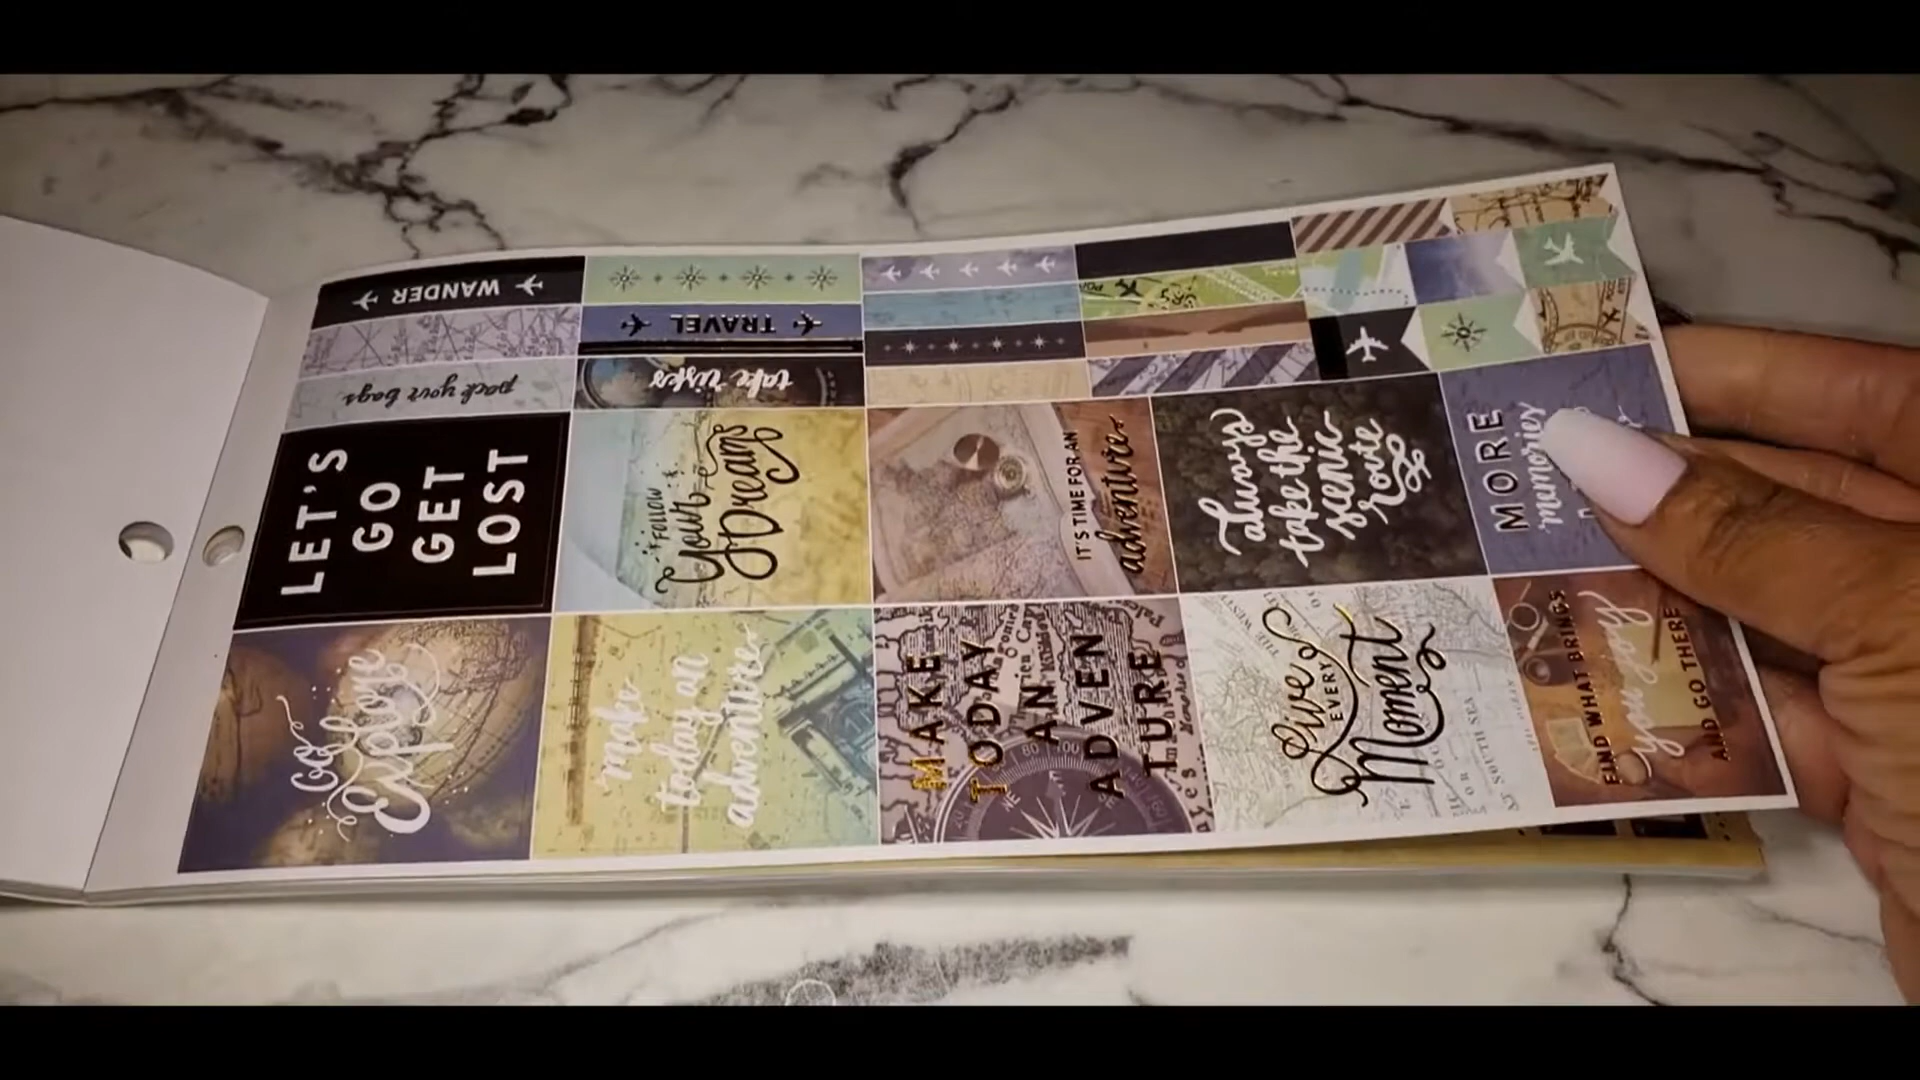 WANDER
TRAVEL
pack your bags
take risks
LET'S
GO
GET
LOST
FOLLOW
Your
Dreams
IT'S TIME FOR AN
adventure
always
take the
scenic
route
MORE
memories
GO
Explore
make
today an
adventure
MAKE
TODAY
AN
ADVEN
TURE
Live
EVERY
Moment
SOUTH SEA
FIND WHAT BRINGS
you joy
AND GO THERE